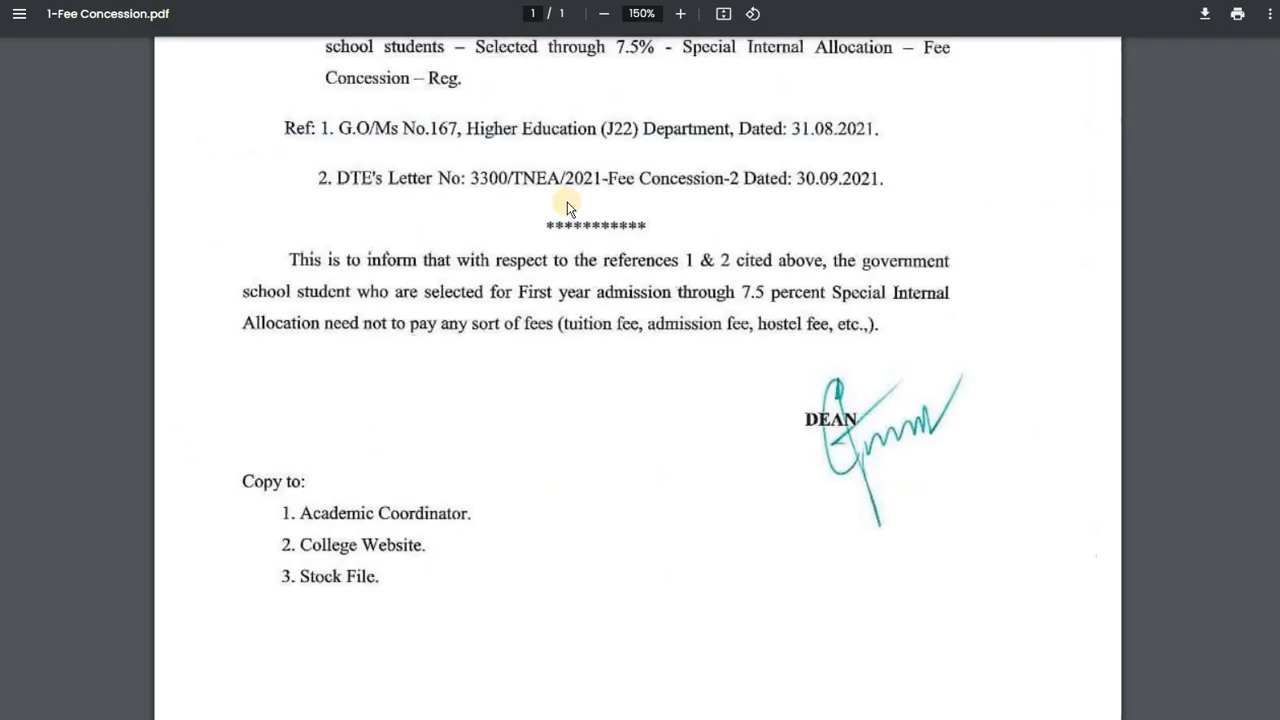 1-Fee Concession.pdf
1 / 1
150%
school students – Selected through 7.5% - Special Internal Allocation – Fee
Concession – Reg.
Ref: 1. G.O/Ms No.167, Higher Education (J22) Department, Dated: 31.08.2021.
2. DTE's Letter No: 3300/TNEA/2021-Fee Concession-2 Dated: 30.09.2021.
***********
This is to inform that with respect to the references 1 & 2 cited above, the government
school student who are selected for First year admission through 7.5 percent Special Internal
Allocation need not to pay any sort of fees (tuition fee, admission fee, hostel fee, etc.,).
DEAN
Copy to:
1. Academic Coordinator.
2. College Website.
3. Stock File.